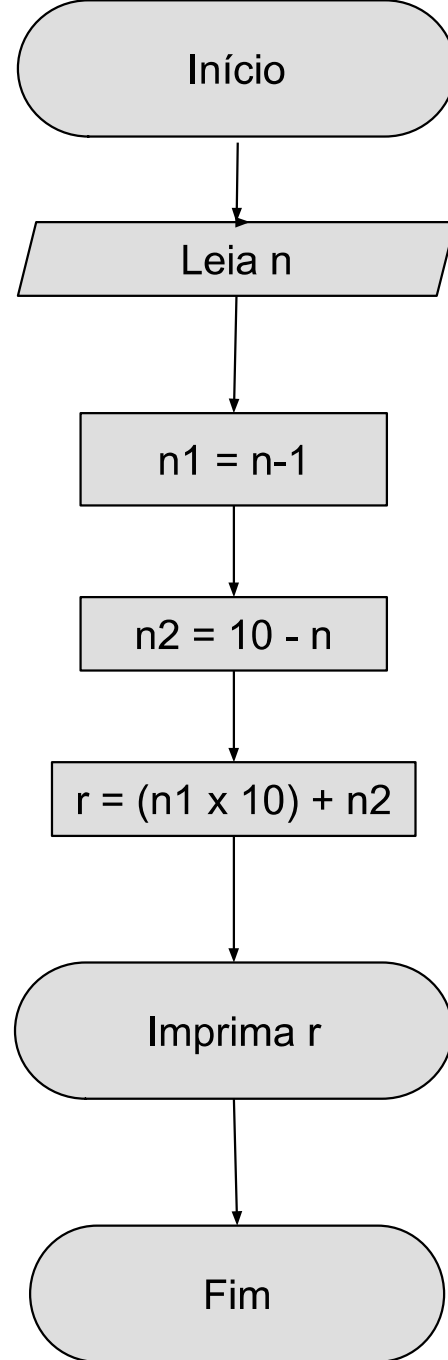 Início
Leia n
n1 = n-1
n2 = 10 - n
r = (n1 x 10) + n2
Imprima r
Fim